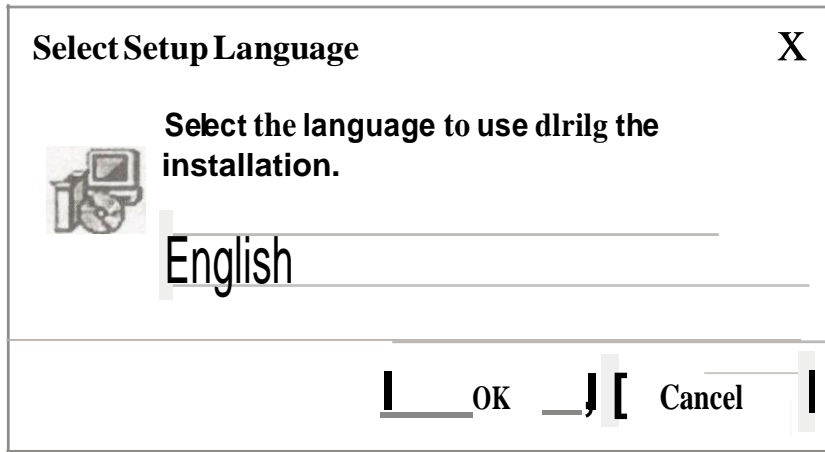 Select Setup Language X
Select the language to use dlrilg the
installation.
English
OK Cancel